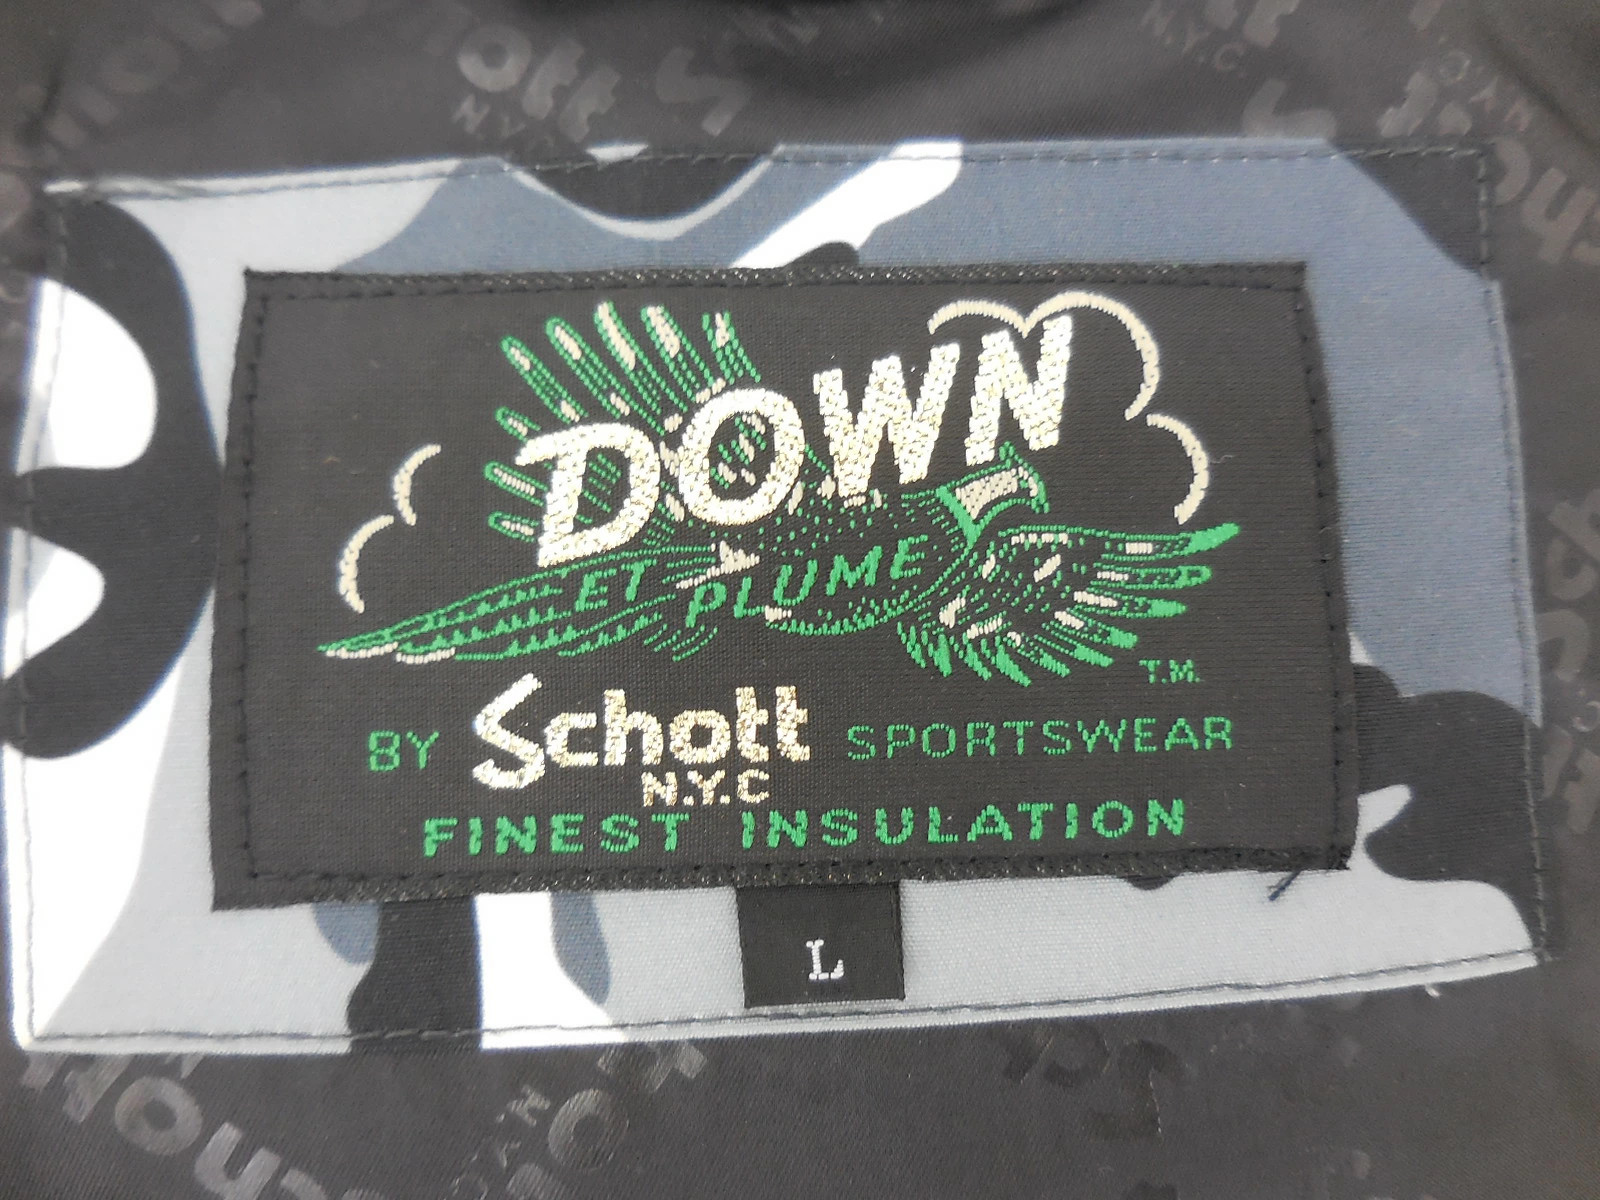 DOWN
ET PLUME
T.M.
BY Schott SPORTSWEAR
N.Y.C
FINEST INSULATION
L